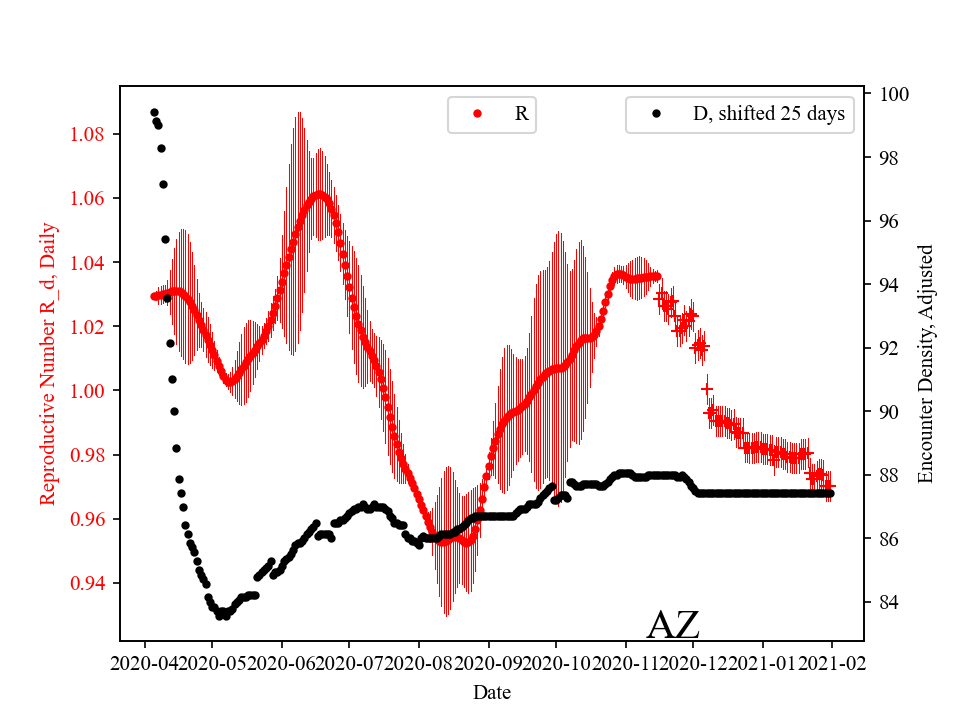 R
D, shifted 25 days
Reproductive Number R_d, Daily
1.08
1.06
1.04
1.02
1.00
0.98
0.96
0.94
100
98
96
94
92
90
88
86
84
Encounter Density, Adjusted
AZ
2020-04 2020-05 2020-06 2020-07 2020-08 2020-09 2020-10 2020-11 2020-12 2021-01 2021-02
Date